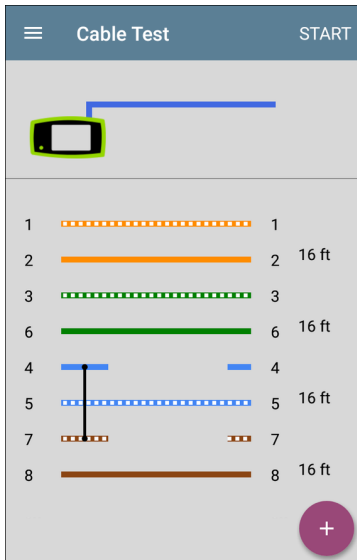 Cable Test START
1 1
2 2 16 ft
3 3
6 6 16 ft
4 4
5 5 16 ft
7 7
8 8 16 ft
+